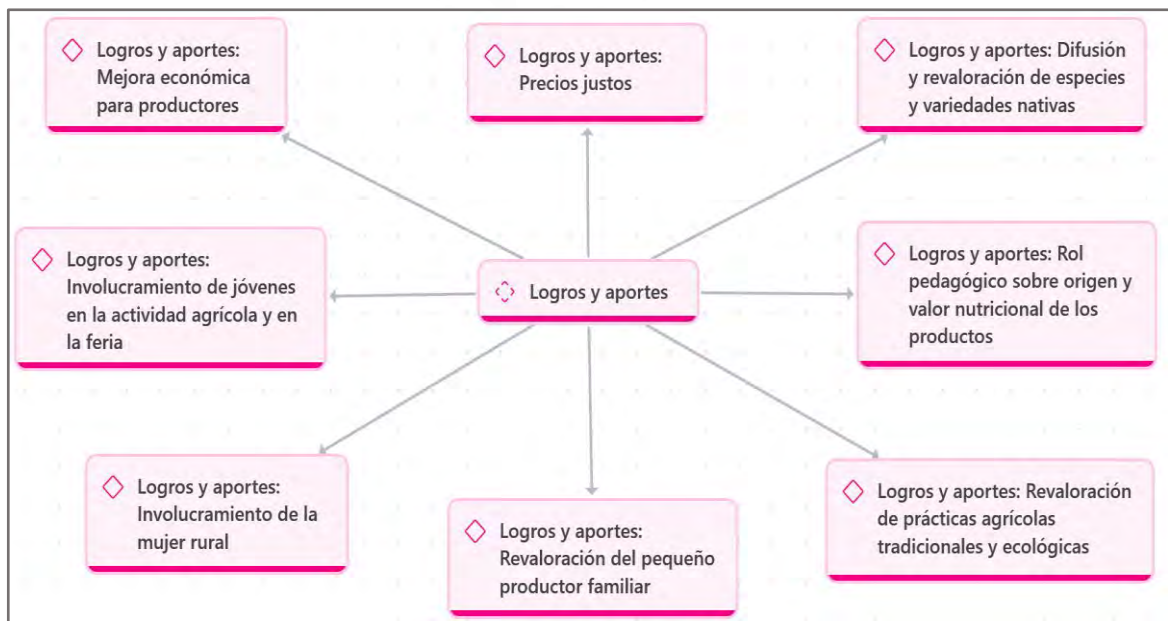 Logros y aportes:
Mejora económica
para productores
Logros y aportes:
Precios justos
Logros y aportes: Difusión
y revaloración de especies
y variedades nativas
Logros y aportes:
Involucramiento de jóvenes
en la actividad agrícola y en
la feria
Logros y aportes
Logros y aportes: Rol
pedagógico sobre origen y
valor nutricional de los
productos
Logros y aportes:
Involucramiento de la
mujer rural
Logros y aportes:
Revaloración del pequeño
productor familiar
Logros y aportes: Revaloración
de prácticas agrícolas
tradicionales y ecológicas